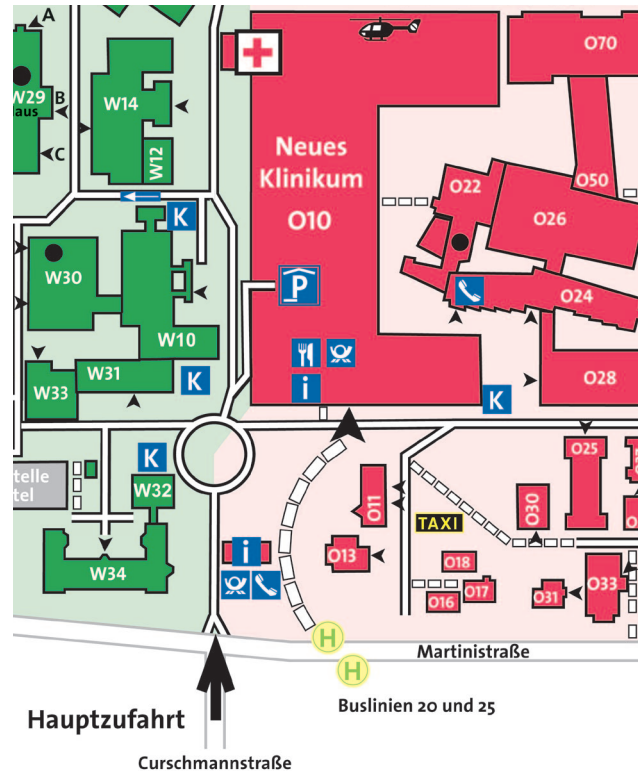 A
O70
W29
B
aus
W14
C
W12
Neues
Klinikum
O10
O22
O50
O26
K
W30
P
O24
W10
W31
W33
K
i
K
O28
O25
K
telle
tel
W32
O11
O30
TAXI
W34
i
O13
O18
O16
O17
O31
O33
H
H
Martinistraße
Buslinien 20 und 25
Hauptzufahrt
Curschmannstraße